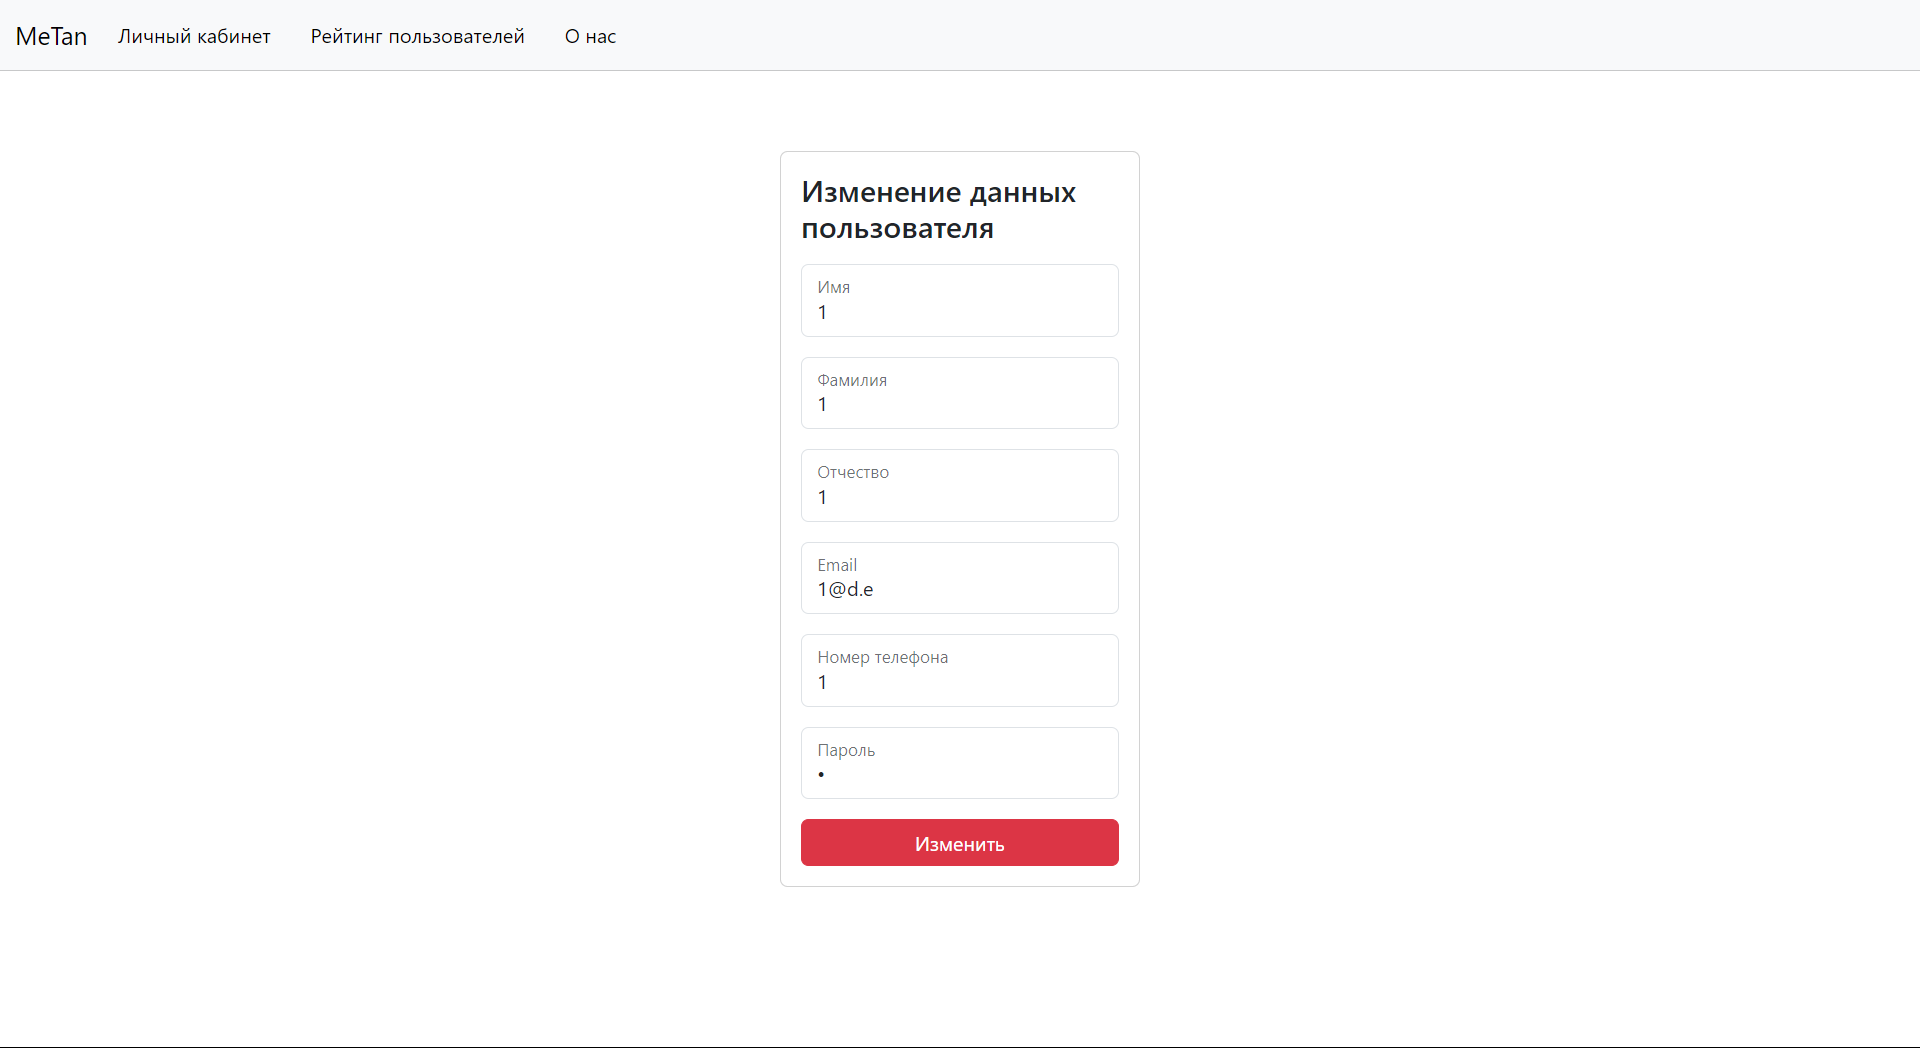 MeTan Личный кабинет Рейтинг пользователей О нас
Изменение данных
пользователя
Имя
1
Фамилия
1
Отчество
1
Email
1@d.e
Номер телефона
1
Пароль
•
Изменить